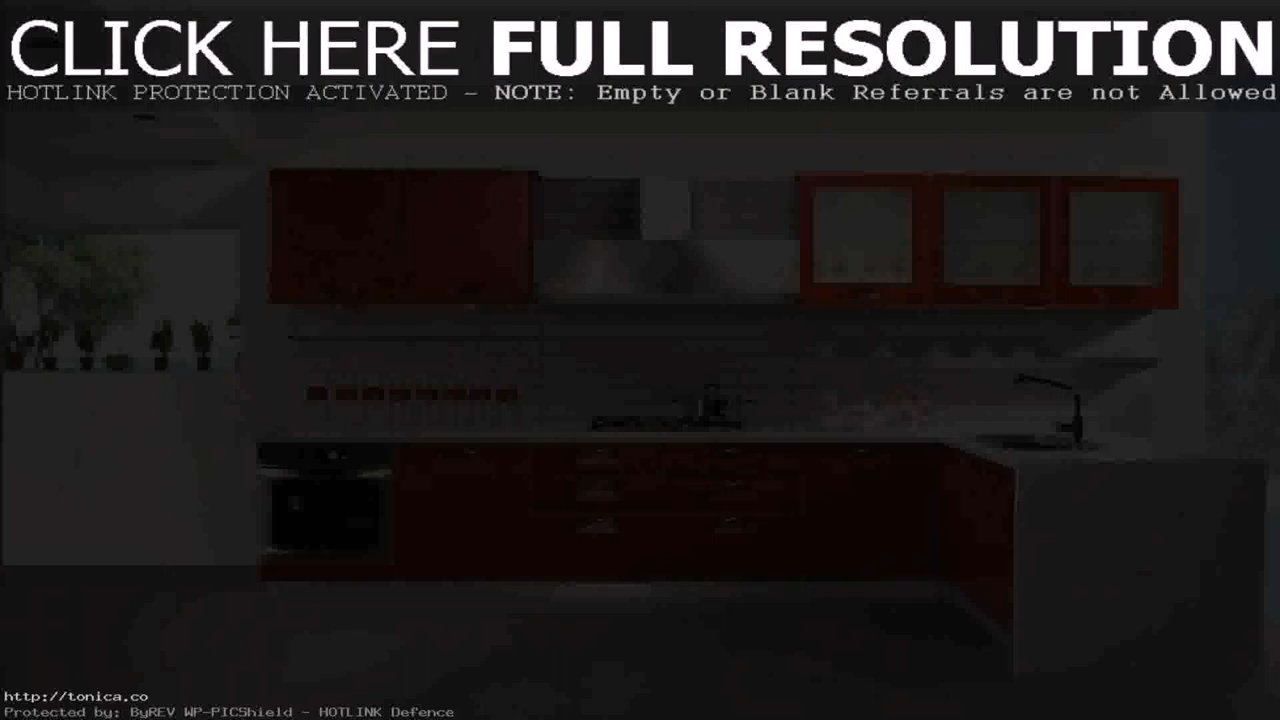 CLICK HERE FULL RESOLUTION
HOTLINK PROTECTION ACTIVATED - NOTE: Empty or Blank Referrals are not Allowed
http://tonica.co
Protected by: ByREV WP-PICShield - HOTLINK Defence